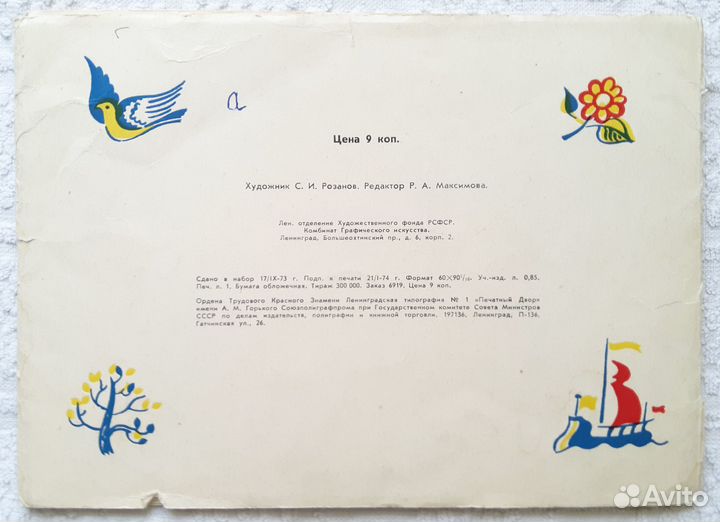 а
Цена 9 коп.
Художник С. И. Розанов. Редактор Р. А. Максимова.
Лен. отделение Художественного фонда РСФСР.
Комбинат Графического искусства.
Ленинград, Большеохтинский пр., д. 6, корп. 2.
Сдано в набор 17/IX-73 г. Подп. к печати 21/I-74 г. Формат 60×90¹/₁₆. Уч.-изд. л. 0,85.
Печ. л. 1, Бумага обложечная. Тираж 300 000. Заказ 6919, Цена 9 коп.
Ордена Трудового Красного Знамени Ленинградская типография № 1 «Печатный Двор»
имени А. М. Горького Союзполиграфпрома при Государственном комитете Совета Министров
СССР по делам издательств, полиграфии и книжной торговли, 197136, Ленинград, П-136,
Гатчинская ул., 26.
Avito